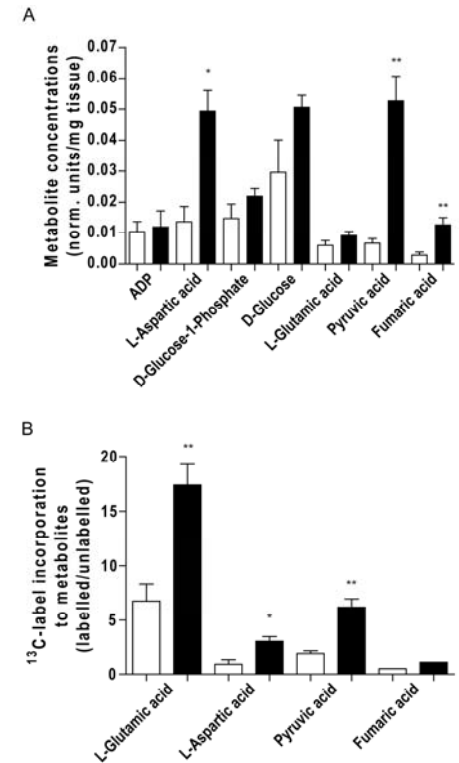 A
Metabolite concentrations
(norm. units/mg tissue)
0.07
0.06
0.05
0.04
0.03
0.02
0.01
0.00
*
**
**
ADP
L-Aspartic acid
D-Glucose-1-Phosphate
D-Glucose
L-Glutamic acid
Pyruvic acid
Fumaric acid
B
¹³C-label incorporation
to metabolites
(labelled/unlabelled)
20
15
10
5
0
**
*
**
L-Glutamic acid
L-Aspartic acid
Pyruvic acid
Fumaric acid